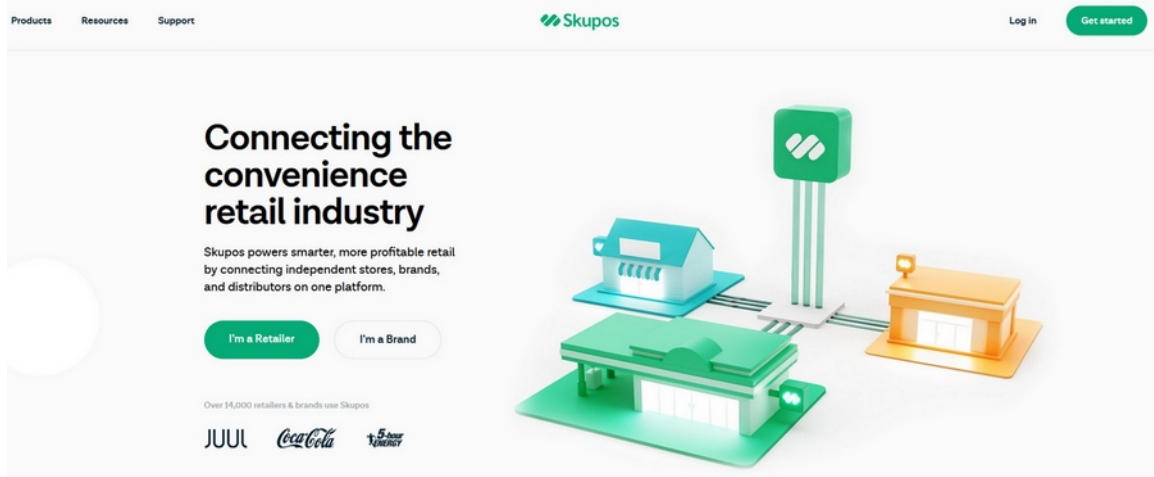 Products Resources Support Skupos Log in Get started
Connecting the
convenience
retail industry
Skupos powers smarter, more profitable retail
by connecting independent stores, brands,
and distributors on one platform.
I'm a Retailer I'm a Brand
Over 14,000 retailers & brands use Skupos
JUUL Coca-Cola 5-hour
ENERGY